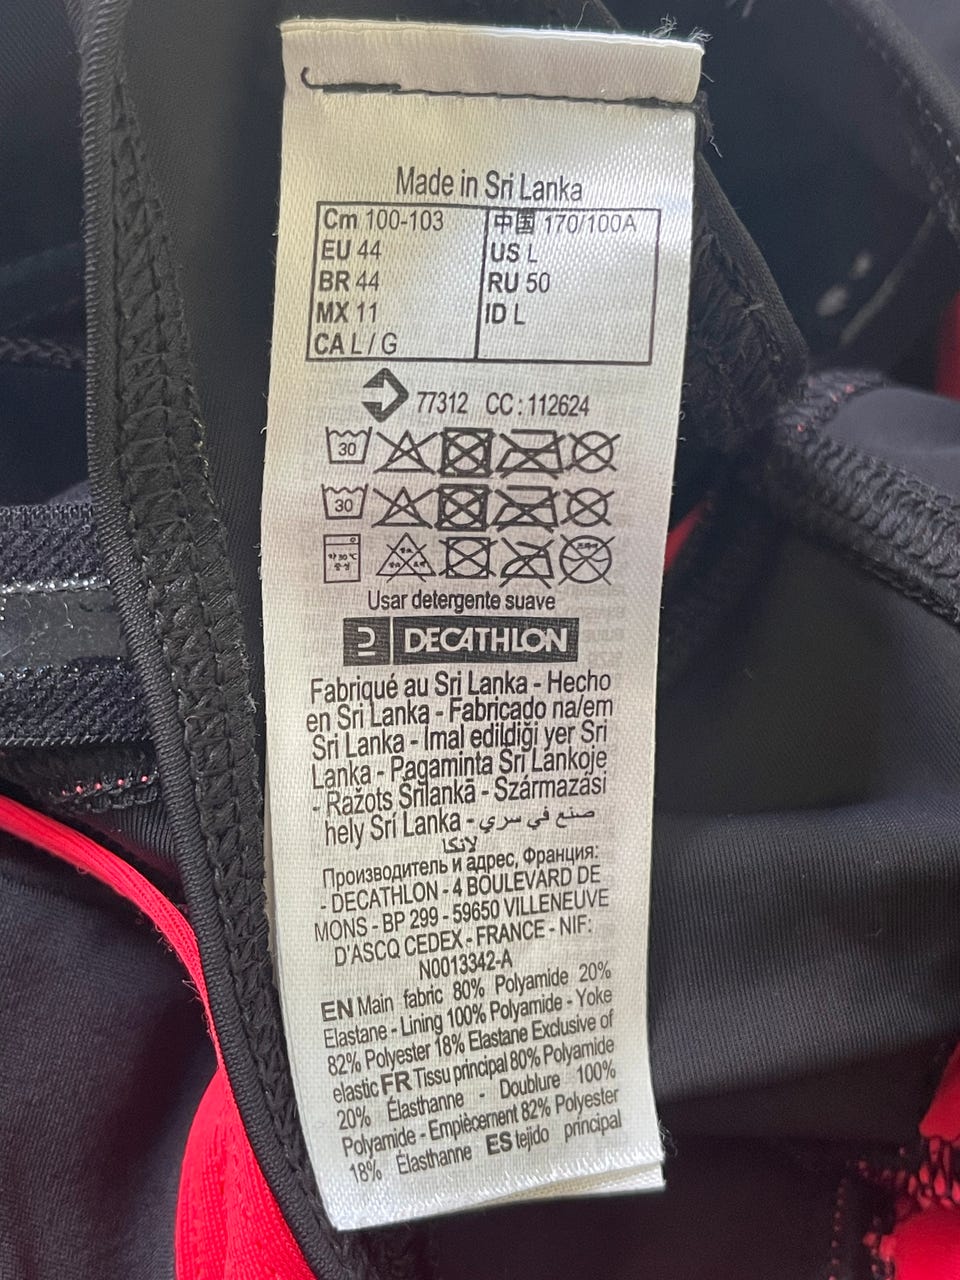 Made in Sri Lanka
Cm 100-103
EU 44
BR 44
MX 11
CA L / G
中国 170/100A
US L
RU 50
ID L
77312 CC : 112624
30
30
약 30 °C
중성
Usar detergente suave
DECATHLON
Fabriqué au Sri Lanka - Hecho
en Sri Lanka - Fabricado na/em
Sri Lanka - İmal edildiği yer Sri
Lanka - Pagaminta Šri Lankoje
- Ražots Šrilankā - Származási
hely Srí Lanka - صنع في سري
لانكا
Производитель и адрес, Франция:
- DECATHLON - 4 BOULEVARD DE
MONS - BP 299 - 59650 VILLENEUVE
D'ASCQ CEDEX - FRANCE - NIF:
N0013342-A
EN Main fabric 80% Polyamide 20%
Elastane - Lining 100% Polyamide - Yoke
82% Polyester 18% Elastane Exclusive of
elastic FR Tissu principal 80% Polyamide
20% Élasthanne - Doublure 100%
Polyamide - Empiècement 82% Polyester
18% Élasthanne ES tejido principal